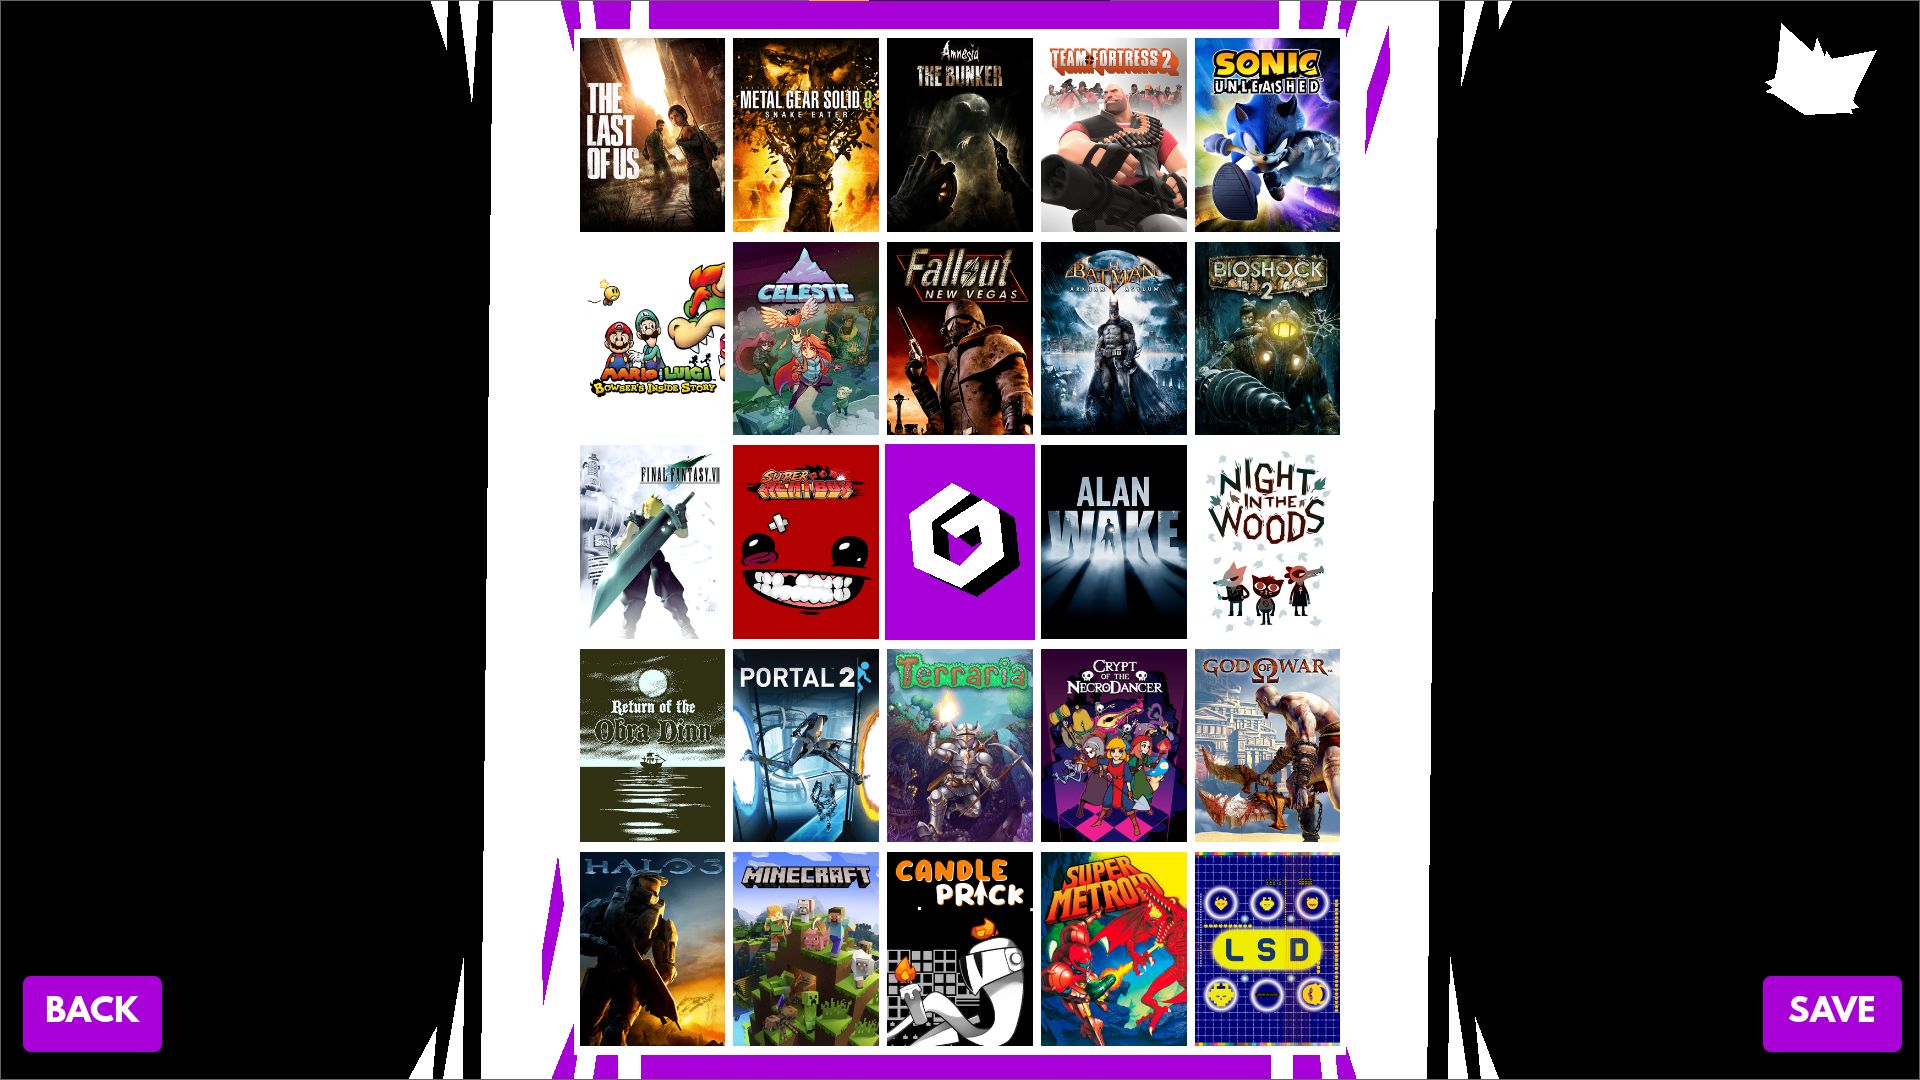 THE
LAST
OF US
METAL GEAR SOLID 3
SNAKE EATER
Amnesia
THE BUNKER
TEAM FORTRESS 2
SONIC
UNLEASHED
MARIO LUIGI
BOWSER'S INSIDE STORY
CELESTE
Fallout
NEW VEGAS
BATMAN
ARKHAM ASYLUM
BIOSHOCK
2
FINAL FANTASY VII
SUPER
MEAT BOY
ALAN
WAKE
NIGHT
IN THE
WOODS
Return of the
Obra Dinn
PORTAL 2
Terraria
CRYPT
OF THE
NECRODANCER
GOD OF WAR
HALO 3
MINECRAFT
CANDLE
PRICK
SUPER
METROID
LSD
BACK
SAVE